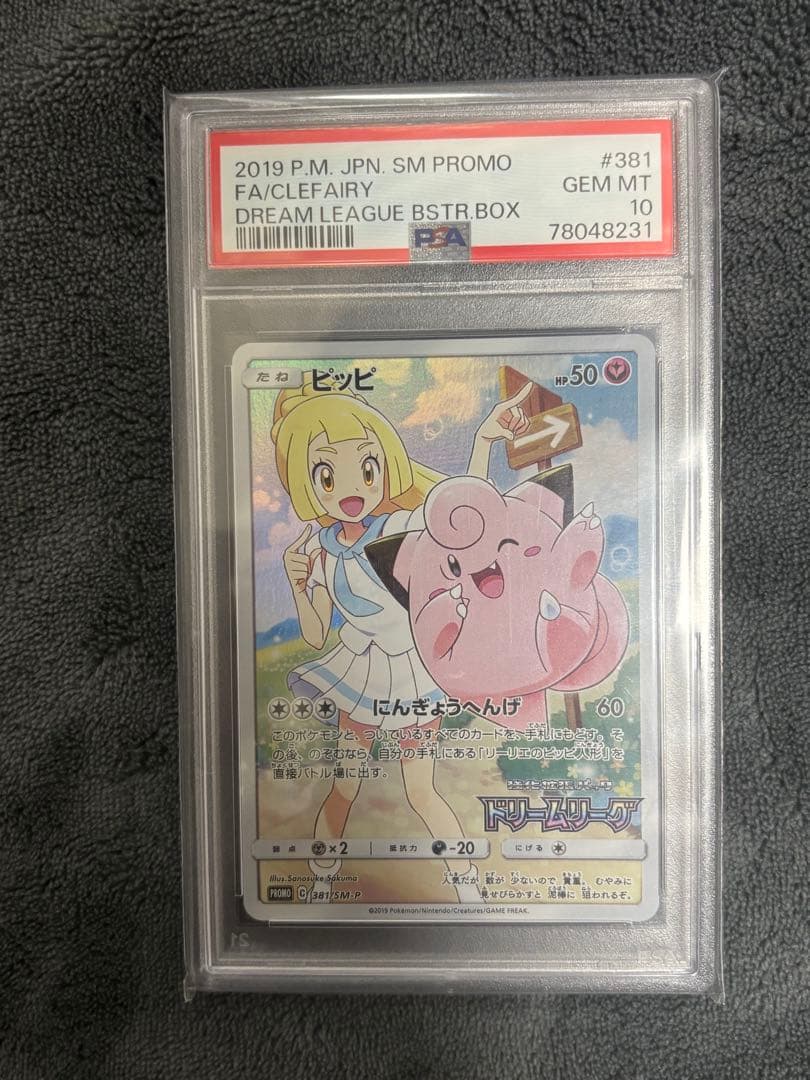 2019 P.M. JPN. SM PROMO #381
FA/CLEFAIRY GEM MT
DREAM LEAGUE BSTR.BOX 10
PSA 78048231
たね ピッピ HP50
にんぎょうへんげ 60
このポケモンと、ついているすべてのカードを、手札にもどす。そ
の後、のぞむなら、自分の手札にある「リーリエのピッピ人形」を
直接バトル場に出す。
ドリームリーグ
弱点 ×2 抵抗力 -20 にげる
Illus.Sanosuke Sakuma
人気だが 数が 少ないので 貴重。むやみに
見せびらかすと 泥棒に 狙われるぞ。
PROMO C 381/SM-P
©2019 Pokémon/Nintendo/Creatures/GAME FREAK.